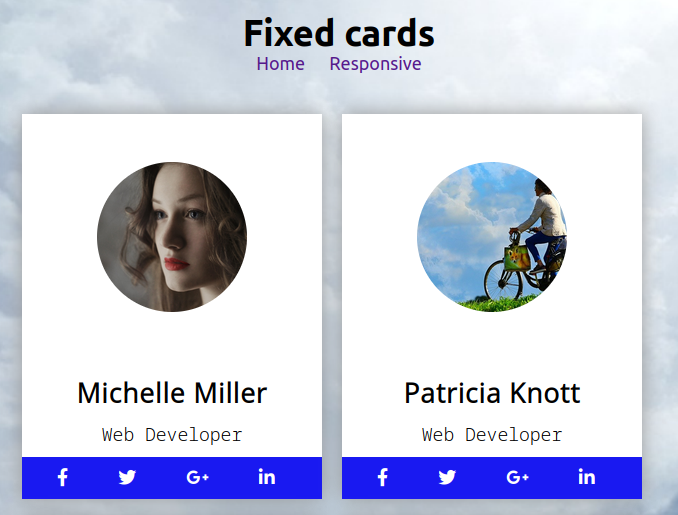 Fixed cards
Home Responsive
Michelle Miller
Patricia Knott
Web Developer
Web Developer
f G+ in
f G+ in